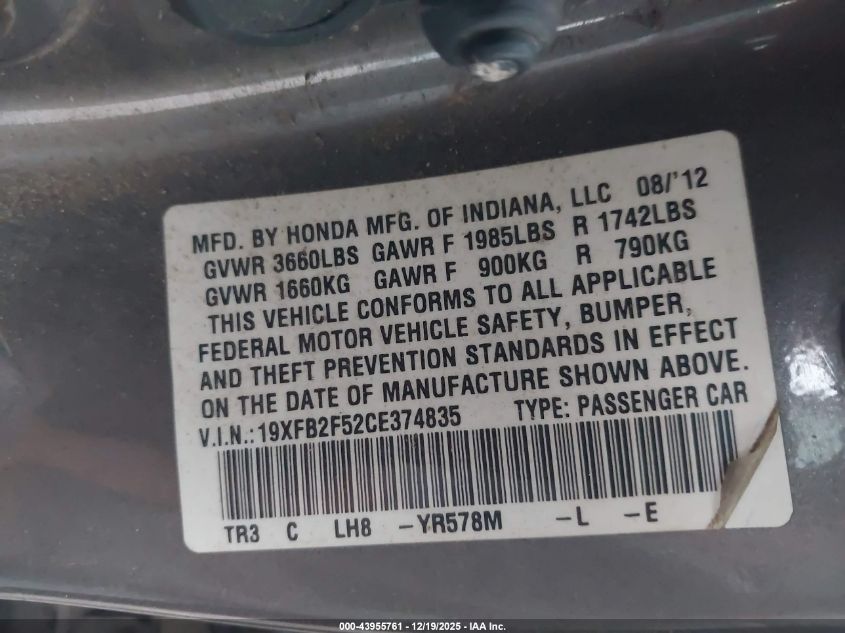 MFD. BY HONDA MFG. OF INDIANA, LLC 08/'12
GVWR 3660LBS GAWR F 1985LBS R 1742LBS
GVWR 1660KG GAWR F 900KG R 790KG
THIS VEHICLE CONFORMS TO ALL APPLICABLE
FEDERAL MOTOR VEHICLE SAFETY, BUMPER,
AND THEFT PREVENTION STANDARDS IN EFFECT
ON THE DATE OF MANUFACTURE SHOWN ABOVE.
V.I.N.:19XFB2F52CE374835 TYPE: PASSENGER CAR
TR3 C LH8 -YR578M -L -E
000-43955761 - 12/19/2025 - IAA Inc.